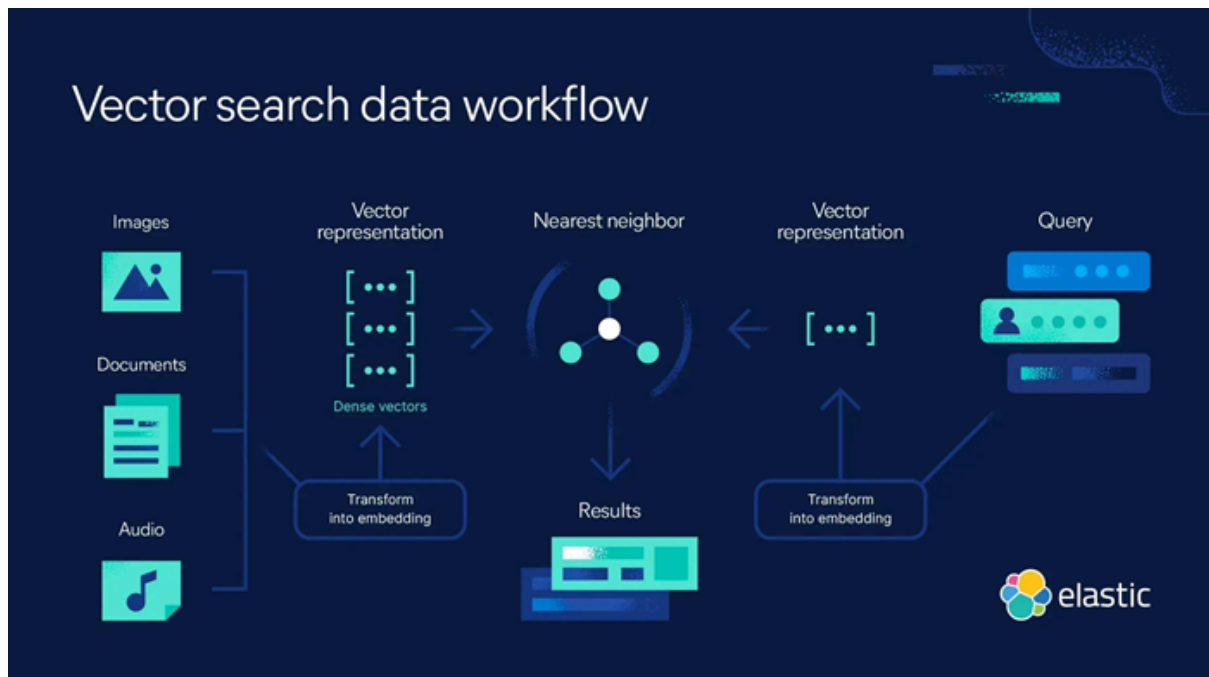 Vector search data workflow
Images
Vector
representation
Nearest neighbor
Vector
representation
Query
[...]
[...]
[...]
[...]
Documents
Dense vectors
Transform
into embedding
Results
Transform
into embedding
Audio
elastic